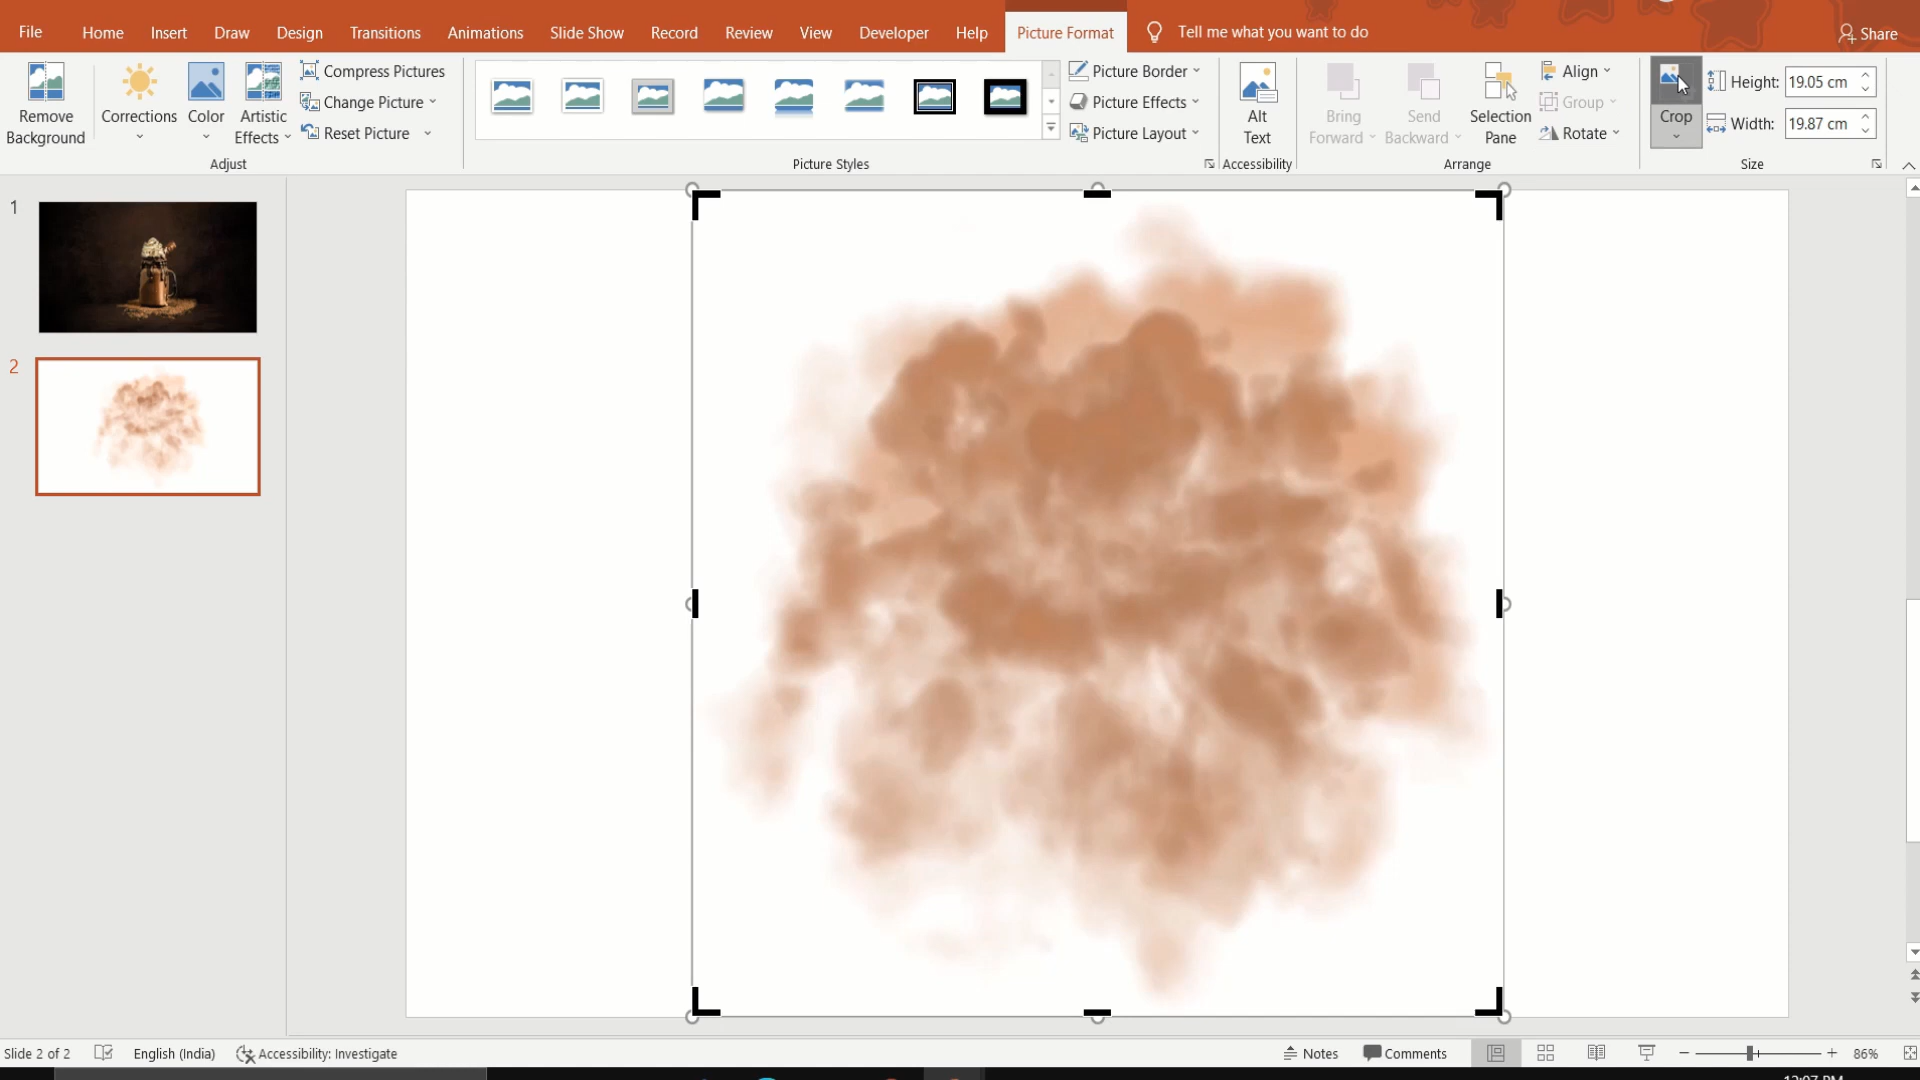 File Home Insert Draw Design Transitions Animations Slide Show Record Review View Developer Help Picture Format Tell me what you want to do Share
Remove Background
Corrections
Color
Artistic Effects
Compress Pictures
Change Picture
Reset Picture
Adjust
Picture Styles
Picture Border
Picture Effects
Picture Layout
Alt Text
Accessibility
Bring Forward
Send Backward
Selection Pane
Align
Group
Rotate
Arrange
Crop
Height: 19.05 cm
Width: 19.87 cm
Size
1
2
Slide 2 of 2 English (India) Accessibility: Investigate Notes Comments 86%
12:07 PM